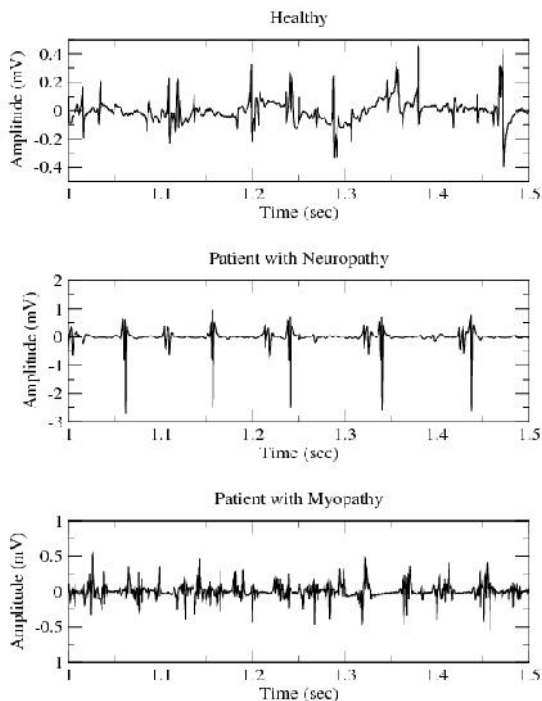 Healthy
Amplitude (mV)
0.4
0.2
0
-0.2
-0.4
1 1.1 1.2 1.3 1.4 1.5
Time (sec)
Patient with Neuropathy
Amplitude (mV)
2
1
0
-1
-2
-3
1 1.1 1.2 1.3 1.4 1.5
Time (sec)
Patient with Myopathy
Amplitude (mV)
1
0.5
0
-0.5
1
1 1.1 1.2 1.3 1.4 1.5
Time (sec)